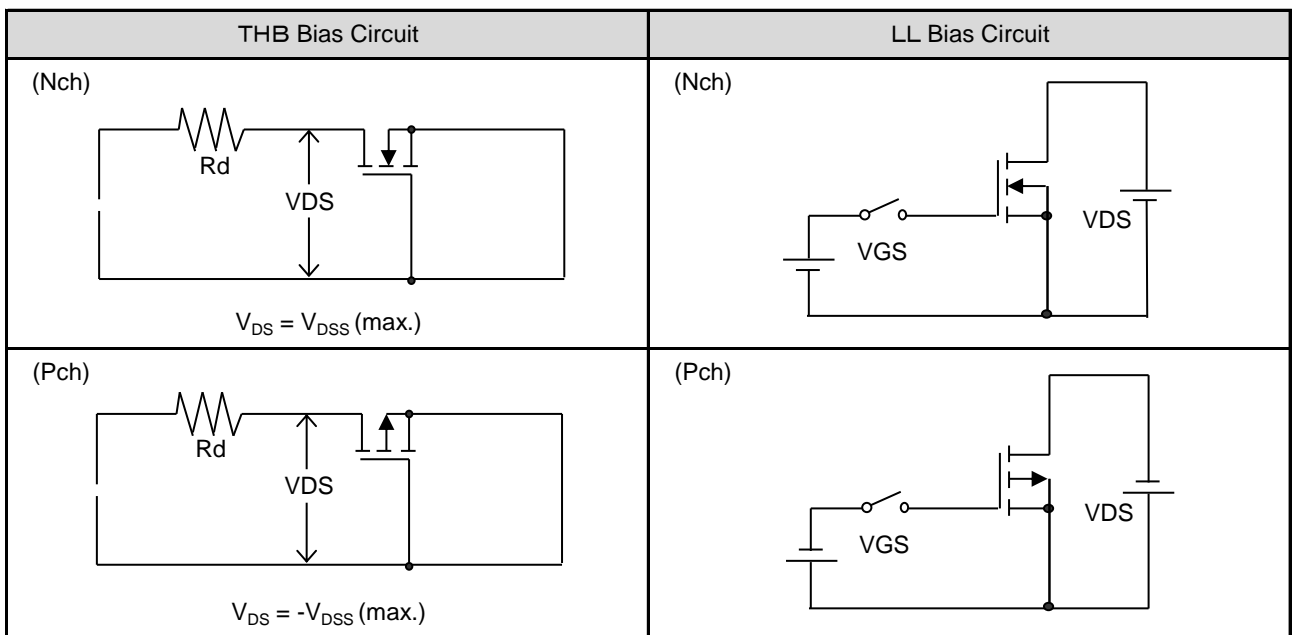 THB Bias Circuit
LL Bias Circuit
(Nch)
Rd
VDS
V_DS = V_DSS (max.)
(Nch)
VGS
VDS
(Pch)
Rd
VDS
V_DS = -V_DSS (max.)
(Pch)
VGS
VDS